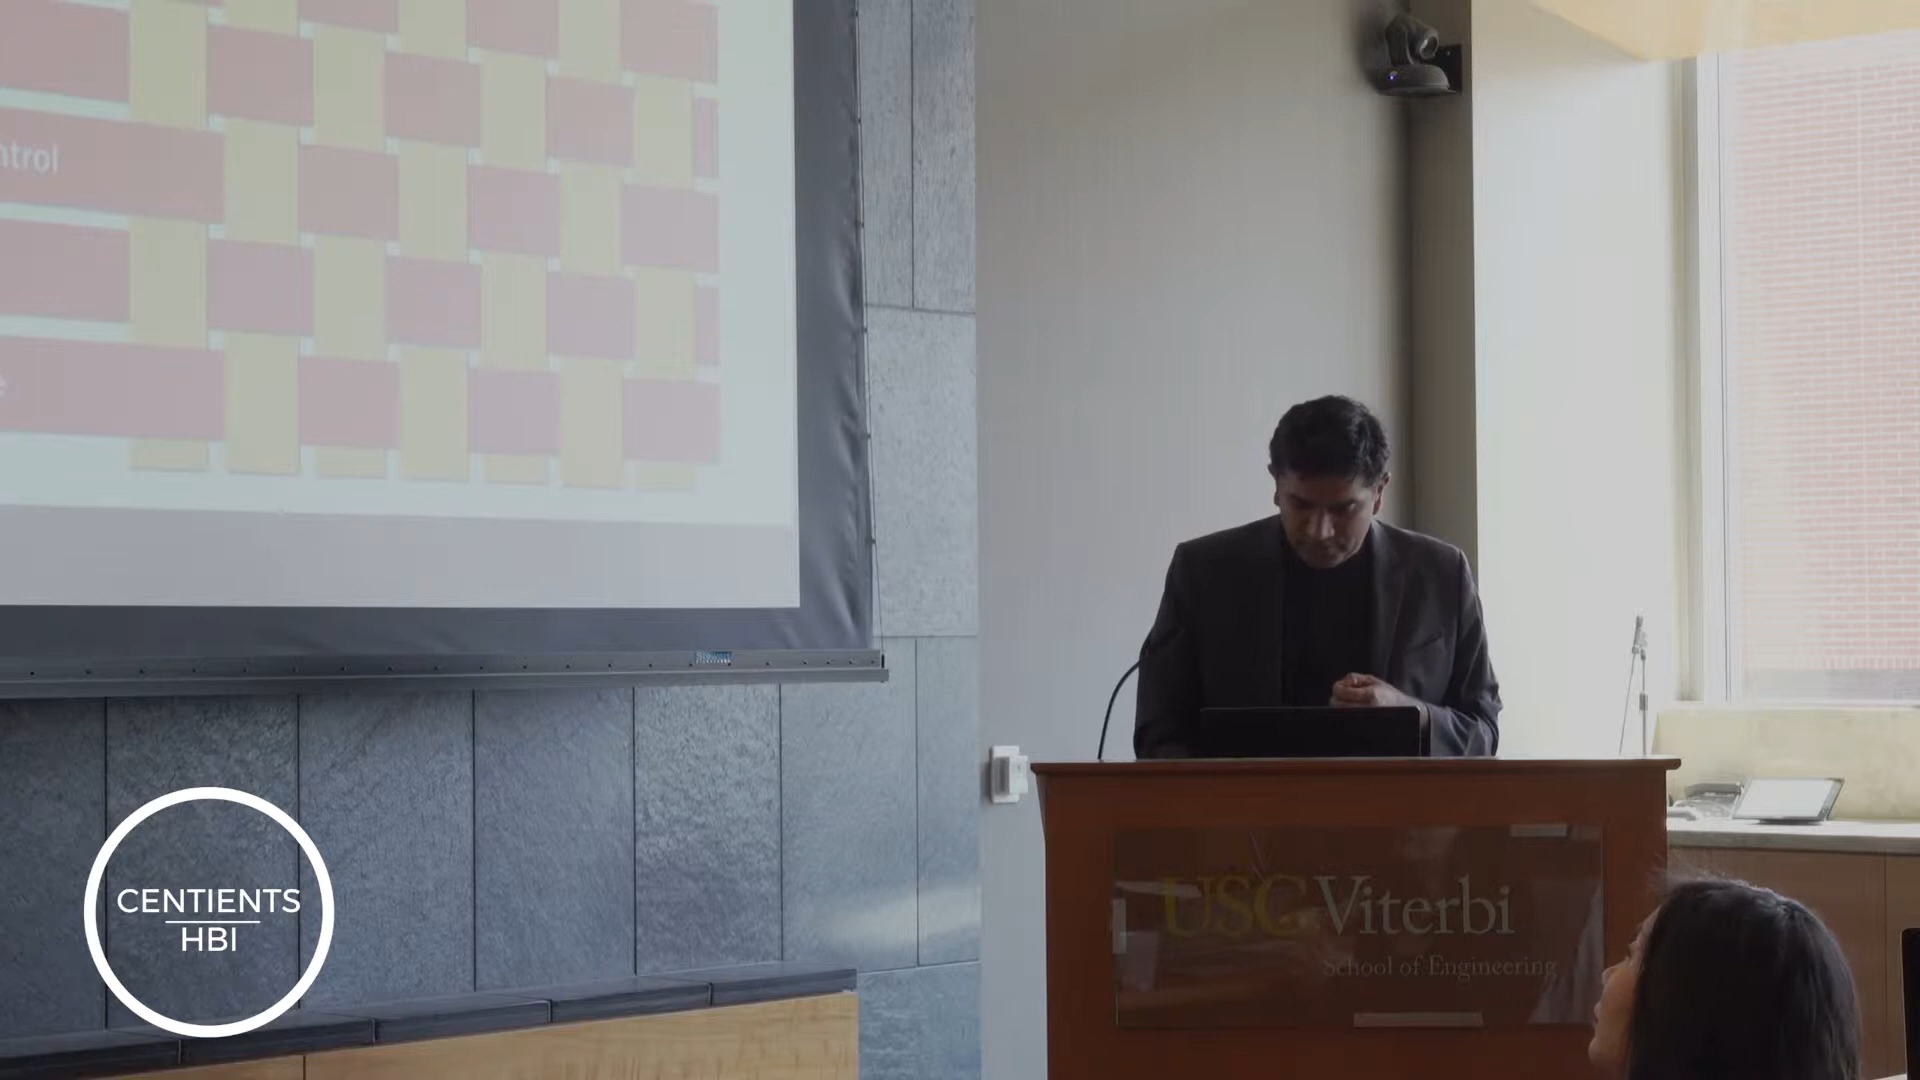 ntrol
CENTIENTS
HBI
USC Viterbi
School of Engineering